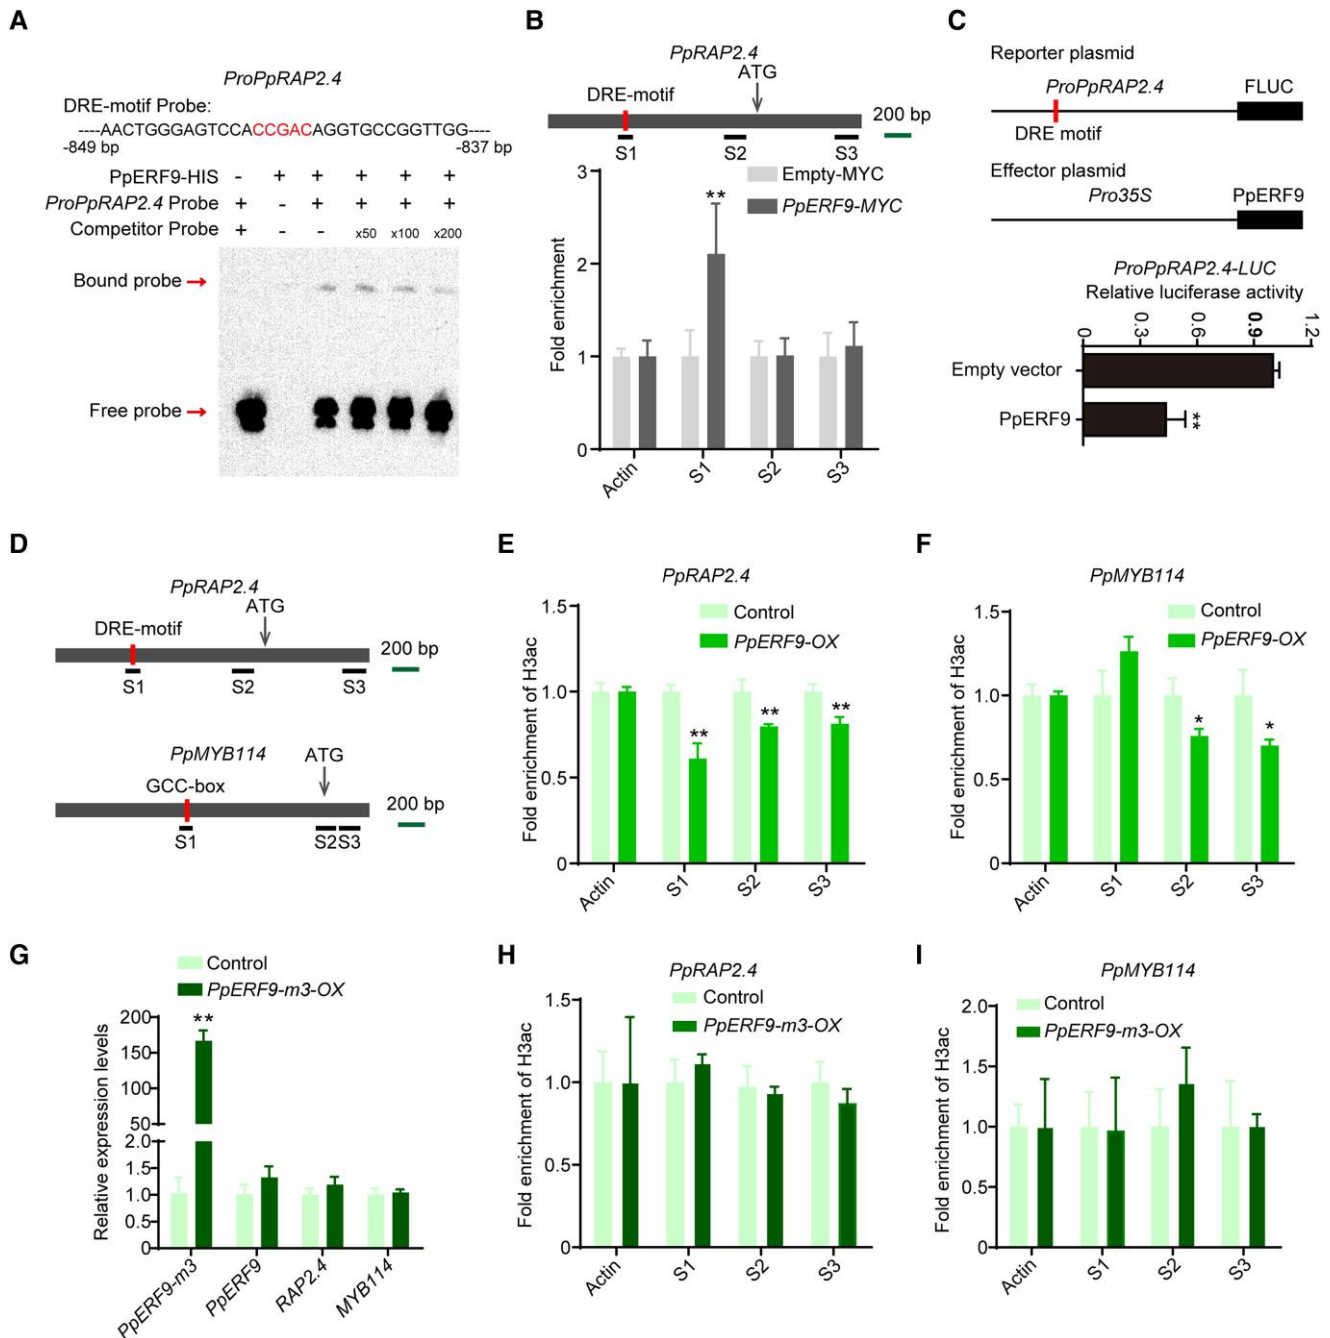 A
ProPpRAP2.4
DRE-motif Probe:
----AACTGGGAGTCCACCGACAGGTGCCGGTTGG----
-849 bp -837 bp
PpERF9-HIS - + + + + +
ProPpRAP2.4 Probe + - + + + +
Competitor Probe + - - x50 x100 x200
Bound probe →
Free probe →
B
PpRAP2.4
ATG
DRE-motif
200 bp
S1 S2 S3
Empty-MYC
PpERF9-MYC
Fold enrichment
3
2
1
0
**
Actin S1 S2 S3
C
Reporter plasmid
ProPpRAP2.4 FLUC
DRE motif
Effector plasmid
Pro35S PpERF9
ProPpRAP2.4-LUC
Relative luciferase activity
0 0.3 0.6 0.9 1.2
Empty vector
PpERF9 **
D
PpRAP2.4
ATG
DRE-motif
200 bp
S1 S2 S3
PpMYB114
ATG
GCC-box
200 bp
S1 S2S3
E
PpRAP2.4
Control
PpERF9-OX
Fold enrichment of H3ac
1.5
1.0
0.5
0
** ** **
Actin S1 S2 S3
F
PpMYB114
Control
PpERF9-OX
Fold enrichment of H3ac
1.5
1.0
0.5
0
* *
Actin S1 S2 S3
G
Control
PpERF9-m3-OX
Relative expression levels
200
150
100
50
2.0
1.5
1.0
0.5
0
**
PpERF9-m3 PpERF9 RAP2.4 MYB114
H
PpRAP2.4
Control
PpERF9-m3-OX
Fold enrichment of H3ac
1.5
1.0
0.5
0
Actin S1 S2 S3
I
PpMYB114
Control
PpERF9-m3-OX
Fold enrichment of H3ac
2.0
1.5
1.0
0.5
0
Actin S1 S2 S3